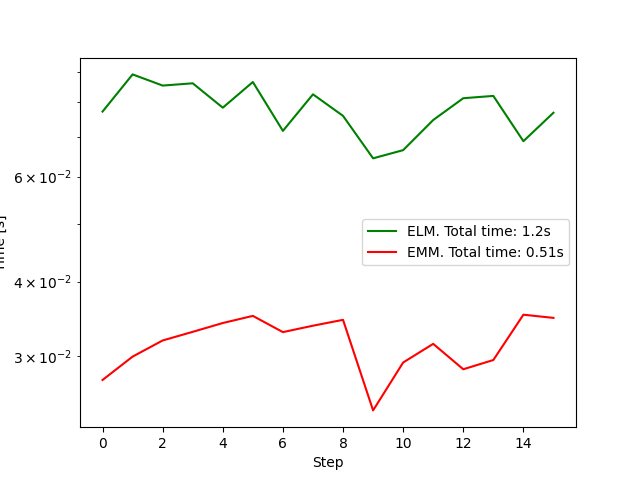 6 × 10⁻²
4 × 10⁻²
3 × 10⁻²
ELM. Total time: 1.2s
EMM. Total time: 0.51s
0 2 4 6 8 10 12 14
Step